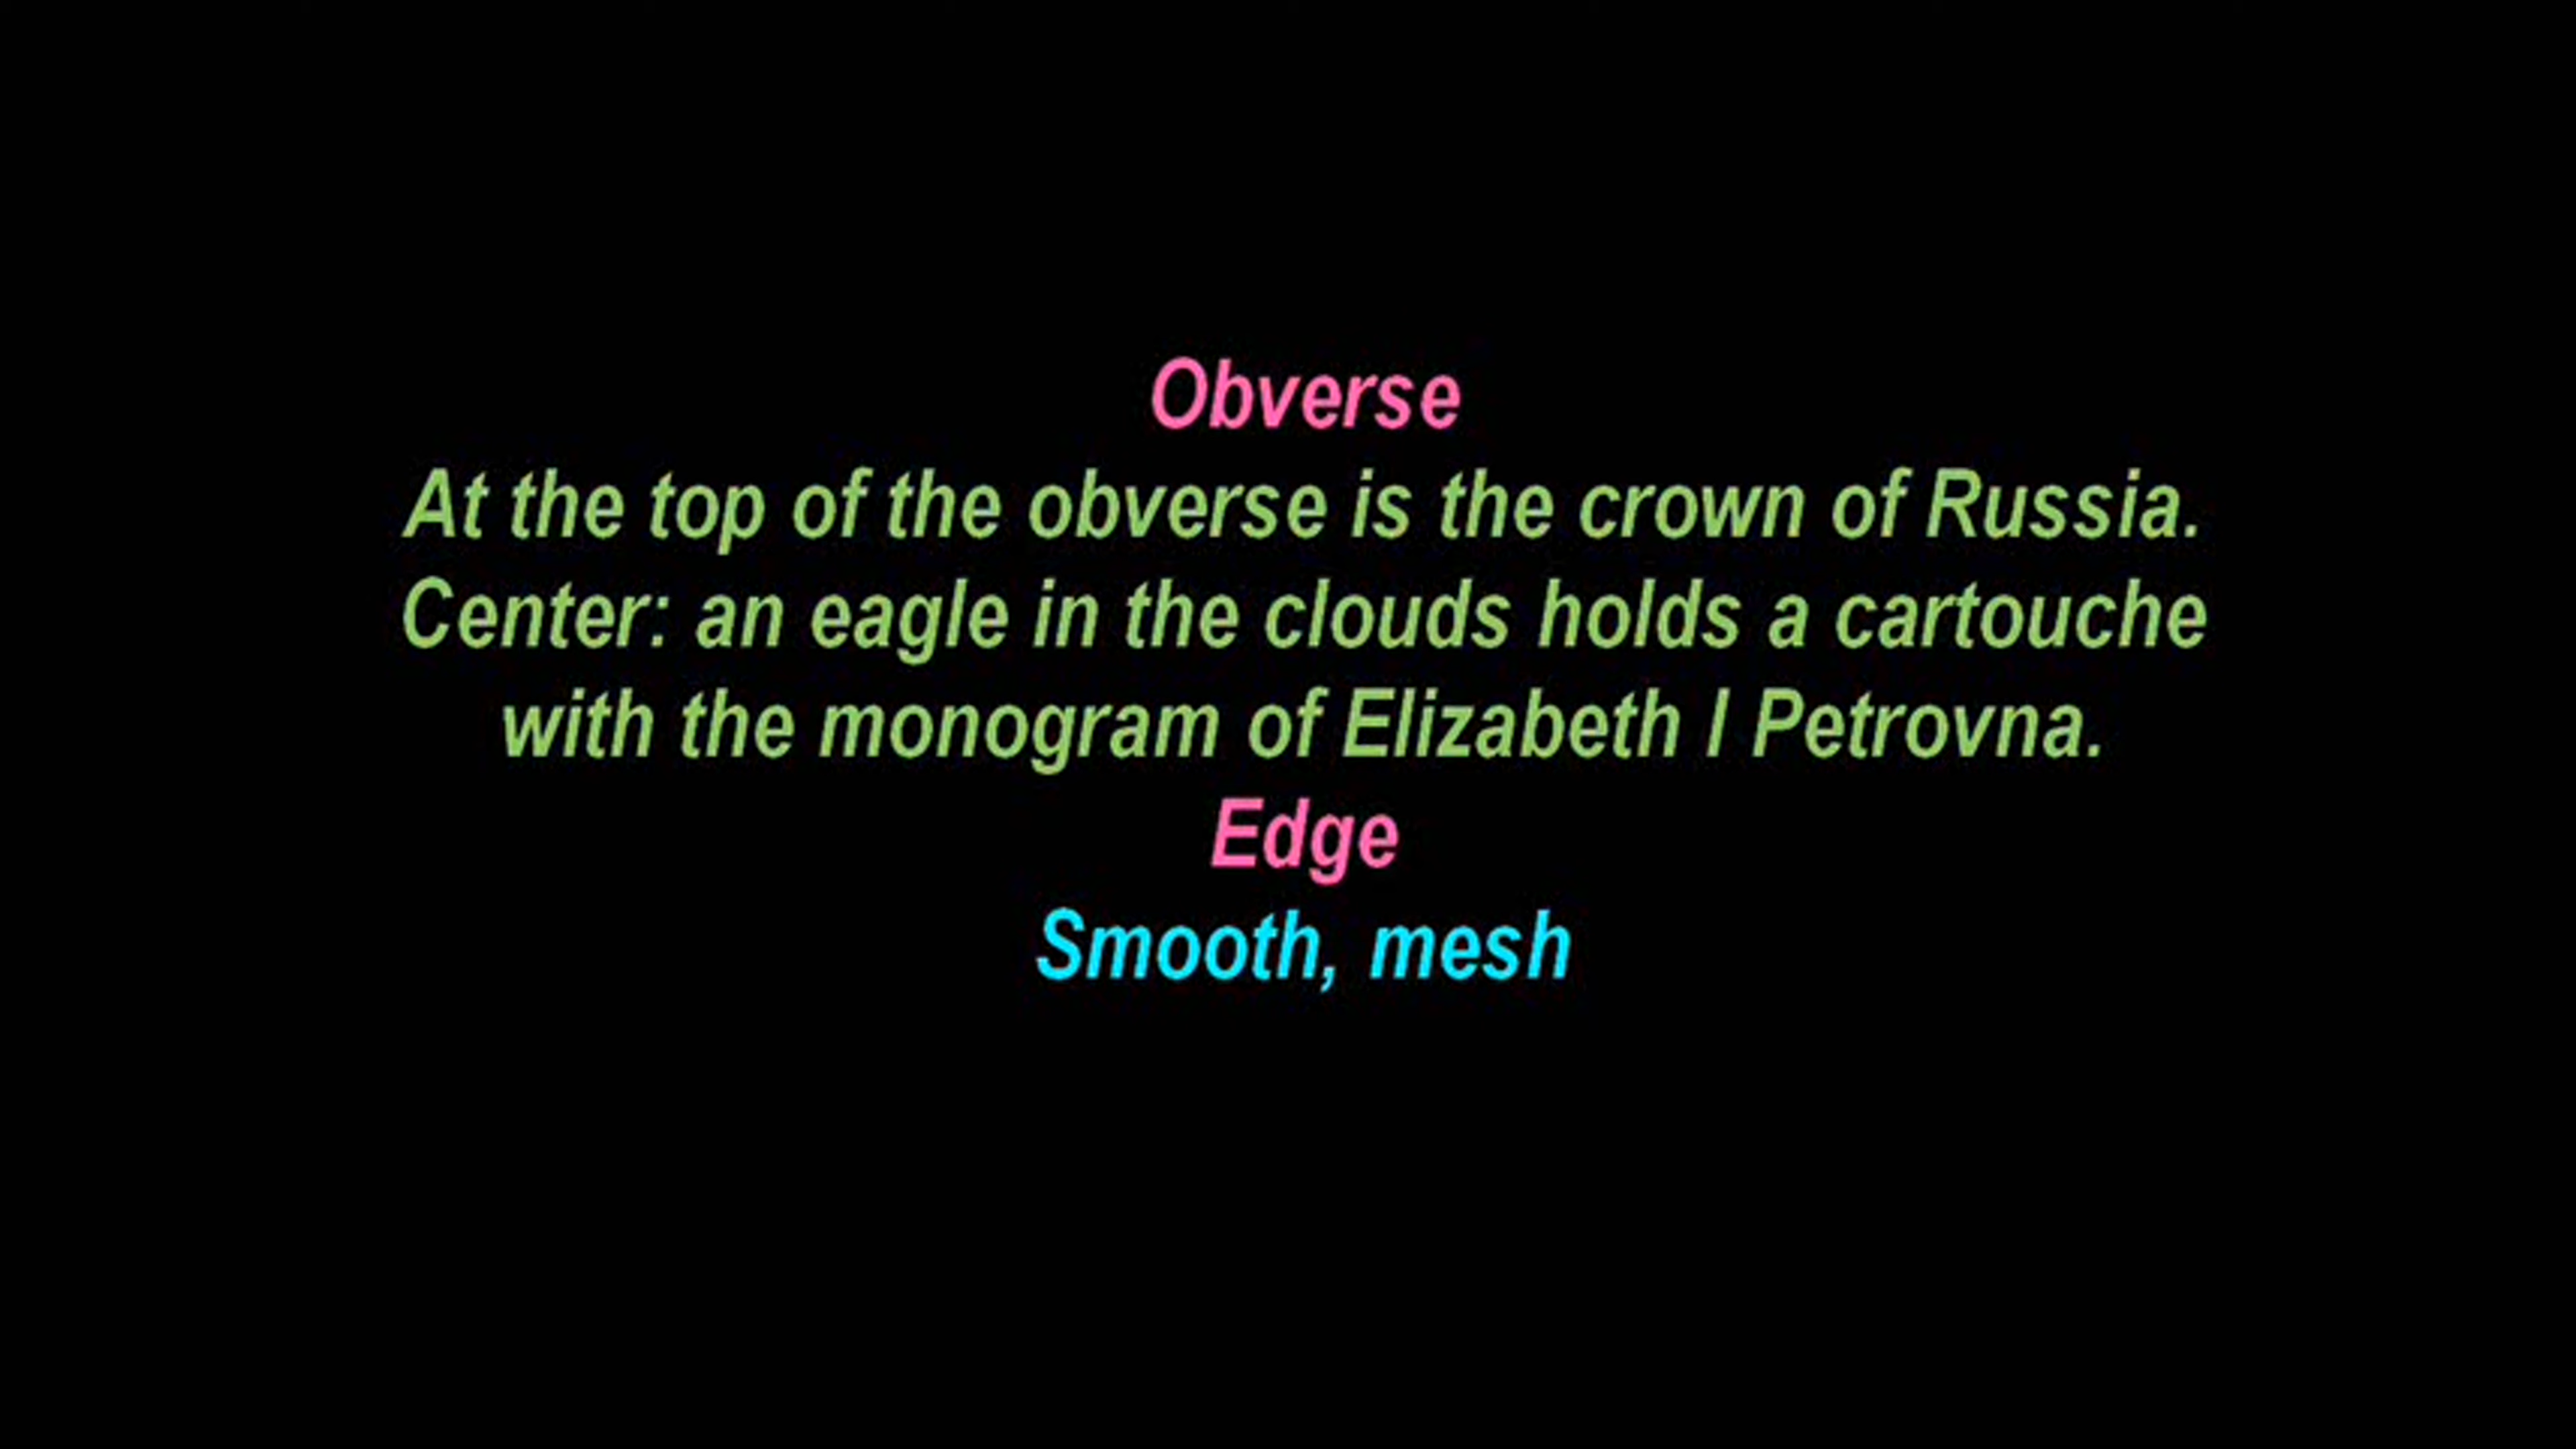 Obverse
At the top of the obverse is the crown of Russia.
Center: an eagle in the clouds holds a cartouche
with the monogram of Elizabeth I Petrovna.
Edge
Smooth, mesh